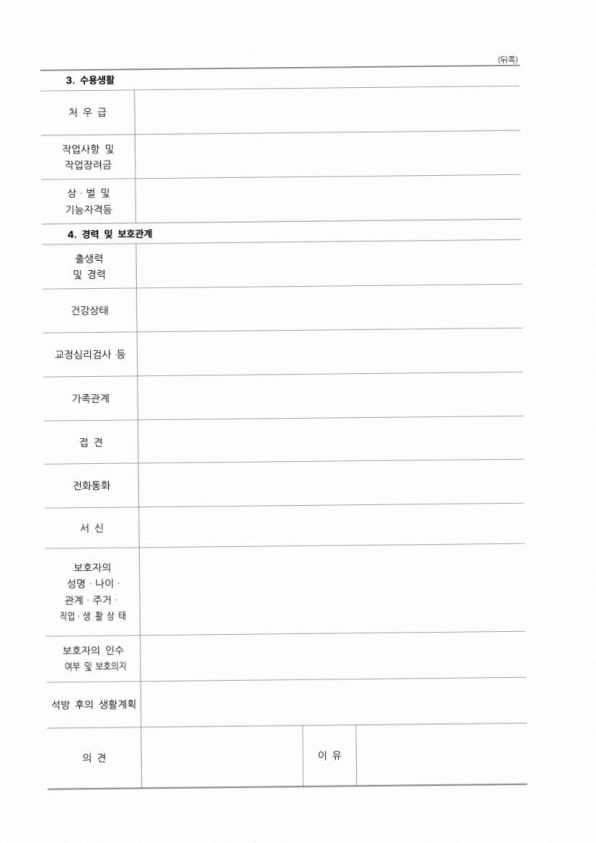 (뒤쪽)
3. 수용생활
처 우 급
작업사항 및
작업장려금
상 · 벌 및
기능자격등
4. 경력 및 보호관계
출생력
및 경력
건강상태
교정심리검사 등
가족관계
접 견
전화통화
서 신
보호자의
성명 · 나이 ·
관계 · 주거 ·
직업 · 생 활 상 태
보호자의 인수
여부 및 보호의지
석방 후의 생활계획
의 견
이 유